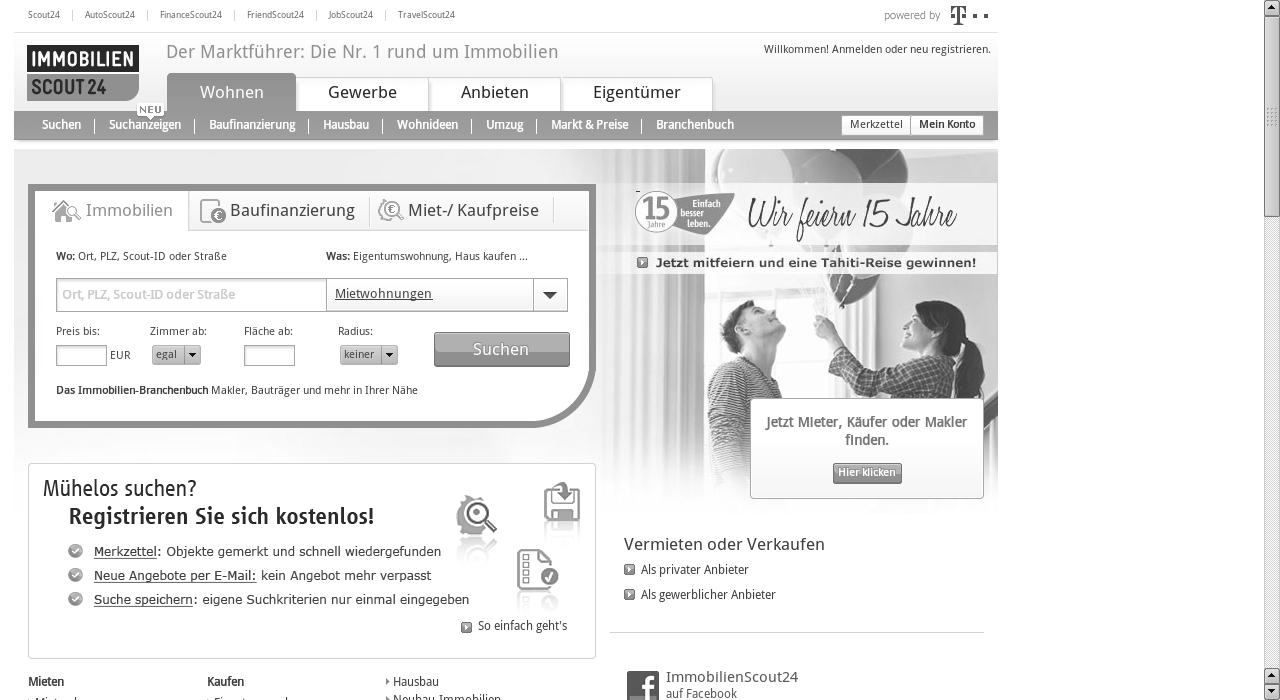 Scout24 AutoScout24 FinanceScout24 FriendScout24 JobScout24 TravelScout24 powered by T
IMMOBILIEN
SCOUT 24
Der Marktführer: Die Nr. 1 rund um Immobilien
Willkommen! Anmelden oder neu registrieren.
Wohnen Gewerbe Anbieten Eigentümer
NEU
Suchen Suchanzeigen Baufinanzierung Hausbau Wohnideen Umzug Markt & Preise Branchenbuch Merkzettel Mein Konto
Immobilien Baufinanzierung Miet-/ Kaufpreise
Wo: Ort, PLZ, Scout-ID oder Straße Was: Eigentumswohnung, Haus kaufen ...
Ort, PLZ, Scout-ID oder Straße Mietwohnungen
Preis bis: Zimmer ab: Fläche ab: Radius:
EUR egal keiner Suchen
Das Immobilien-Branchenbuch Makler, Bauträger und mehr in Ihrer Nähe
15 Jahre
Einfach
besser
leben.
Wir feiern 15 Jahre
Jetzt mitfeiern und eine Tahiti-Reise gewinnen!
Jetzt Mieter, Käufer oder Makler
finden.
Hier klicken
Mühelos suchen?
Registrieren Sie sich kostenlos!
Merkzettel: Objekte gemerkt und schnell wiedergefunden
Neue Angebote per E-Mail: kein Angebot mehr verpasst
Suche speichern: eigene Suchkriterien nur einmal eingegeben
So einfach geht's
Vermieten oder Verkaufen
Als privater Anbieter
Als gewerblicher Anbieter
Mieten Kaufen Hausbau
Neubau-Immobilien
f ImmobilienScout24
auf Facebook